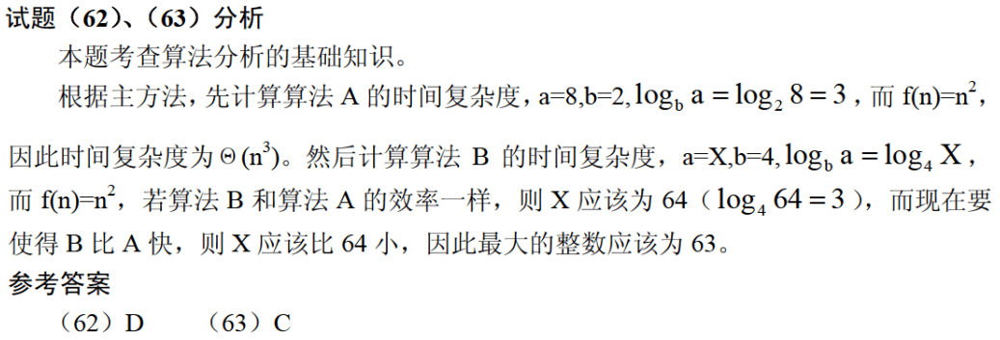 试题（62）、（63）分析
本题考查算法分析的基础知识。
根据主方法，先计算算法 A 的时间复杂度，a=8,b=2, log_b a = log_2 8 = 3，而 f(n)=n²，
因此时间复杂度为 Θ(n³)。然后计算算法 B 的时间复杂度，a=X,b=4, log_b a = log_4 X，
而 f(n)=n²，若算法 B 和算法 A 的效率一样，则 X 应该为 64（log_4 64 = 3），而现在要
使得 B 比 A 快，则 X 应该比 64 小，因此最大的整数应该为 63。
参考答案
（62）D （63）C